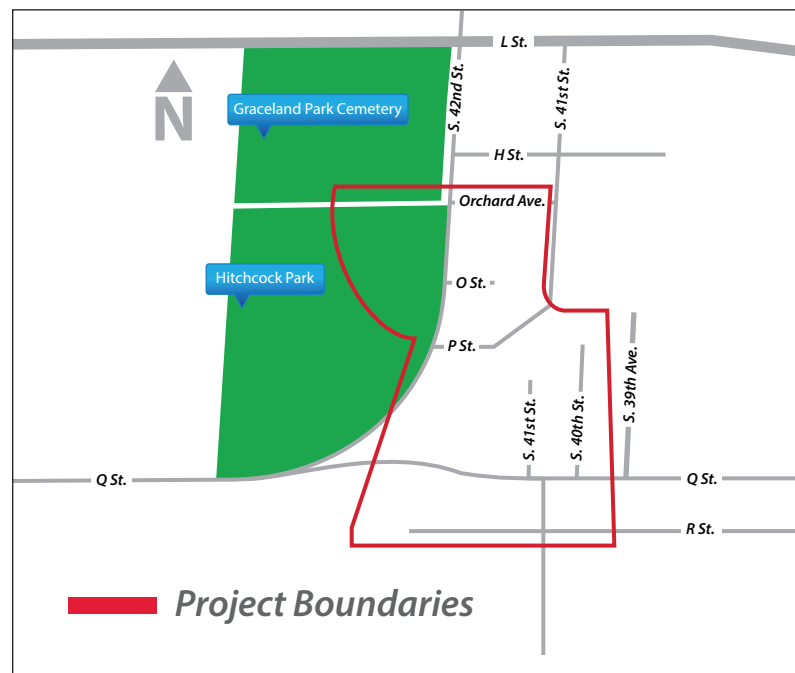 L St.
S. 42nd St.
S. 41st St.
N
Graceland Park Cemetery
H St.
Orchard Ave.
Hitchcock Park
O St.
P St.
S. 41st St.
S. 40th St.
S. 39th Ave.
Q St.
Q St.
R St.
Project Boundaries